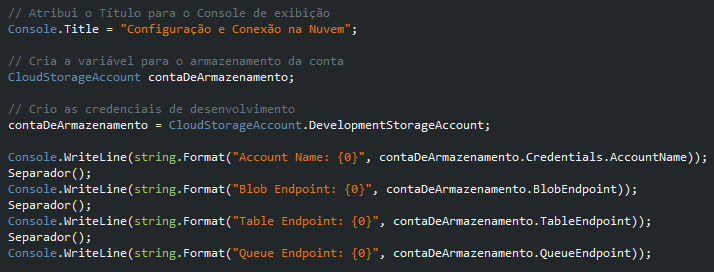 // Atribui o Título para o Console de exibição
Console.Title = "Configuração e Conexão na Nuvem";
// Cria a variável para o armazenamento da conta
CloudStorageAccount contaDeArmazenamento;
// Crio as credenciais de desenvolvimento
contaDeArmazenamento = CloudStorageAccount.DevelopmentStorageAccount;
Console.WriteLine(string.Format("Account Name: {0}", contaDeArmazenamento.Credentials.AccountName));
Separador();
Console.WriteLine(string.Format("Blob Endpoint: {0}", contaDeArmazenamento.BlobEndpoint));
Separador();
Console.WriteLine(string.Format("Table Endpoint: {0}", contaDeArmazenamento.TableEndpoint));
Separador();
Console.WriteLine(string.Format("Queue Endpoint: {0}", contaDeArmazenamento.QueueEndpoint));